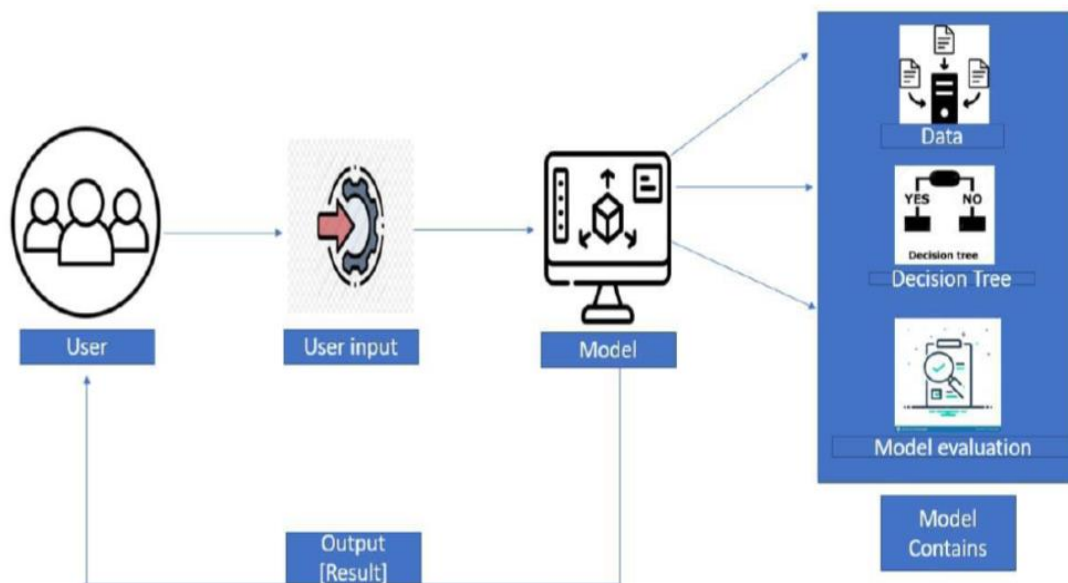 Data
YES NO
Decision tree
Decision Tree
User
User input
Model
Model evaluation
Output
[Result]
Model
Contains